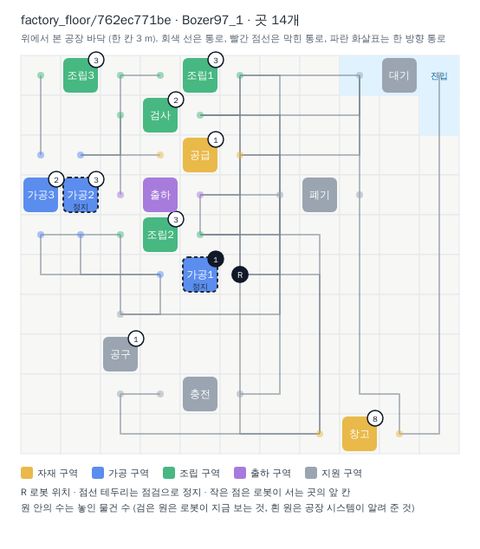 factory_floor/762ec771be · Bozer97_1 · 곳 14개
위에서 본 공장 바닥 (한 칸 3 m). 회색 선은 통로, 빨간 점선은 막힌 통로, 파란 화살표는 한 방향 통로
조립3 3
조립1 3
대기
진입
검사 2
공급 1
가공3 2
가공2 3
정지
출하
폐기
조립2 3
가공1 1
정지
R
공구 1
충전
창고 8
자재 구역
가공 구역
조립 구역
출하 구역
지원 구역
R 로봇 위치 · 점선 테두리는 점검으로 정지 · 작은 점은 로봇이 서는 곳의 앞 칸
원 안의 수는 놓인 물건 수 (검은 원은 로봇이 지금 보는 것, 흰 원은 공장 시스템이 알려 준 것)